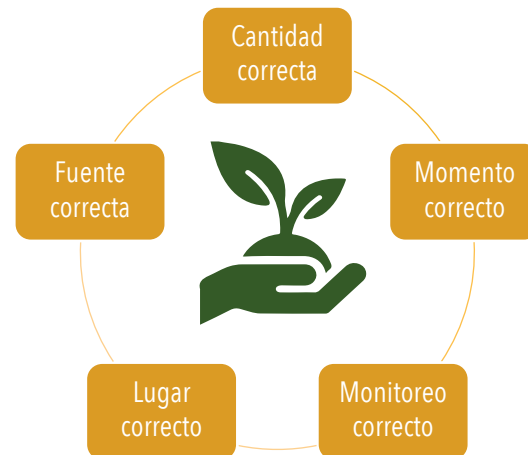 Cantidad
correcta
Fuente
correcta
Momento
correcto
Lugar
correcto
Monitoreo
correcto